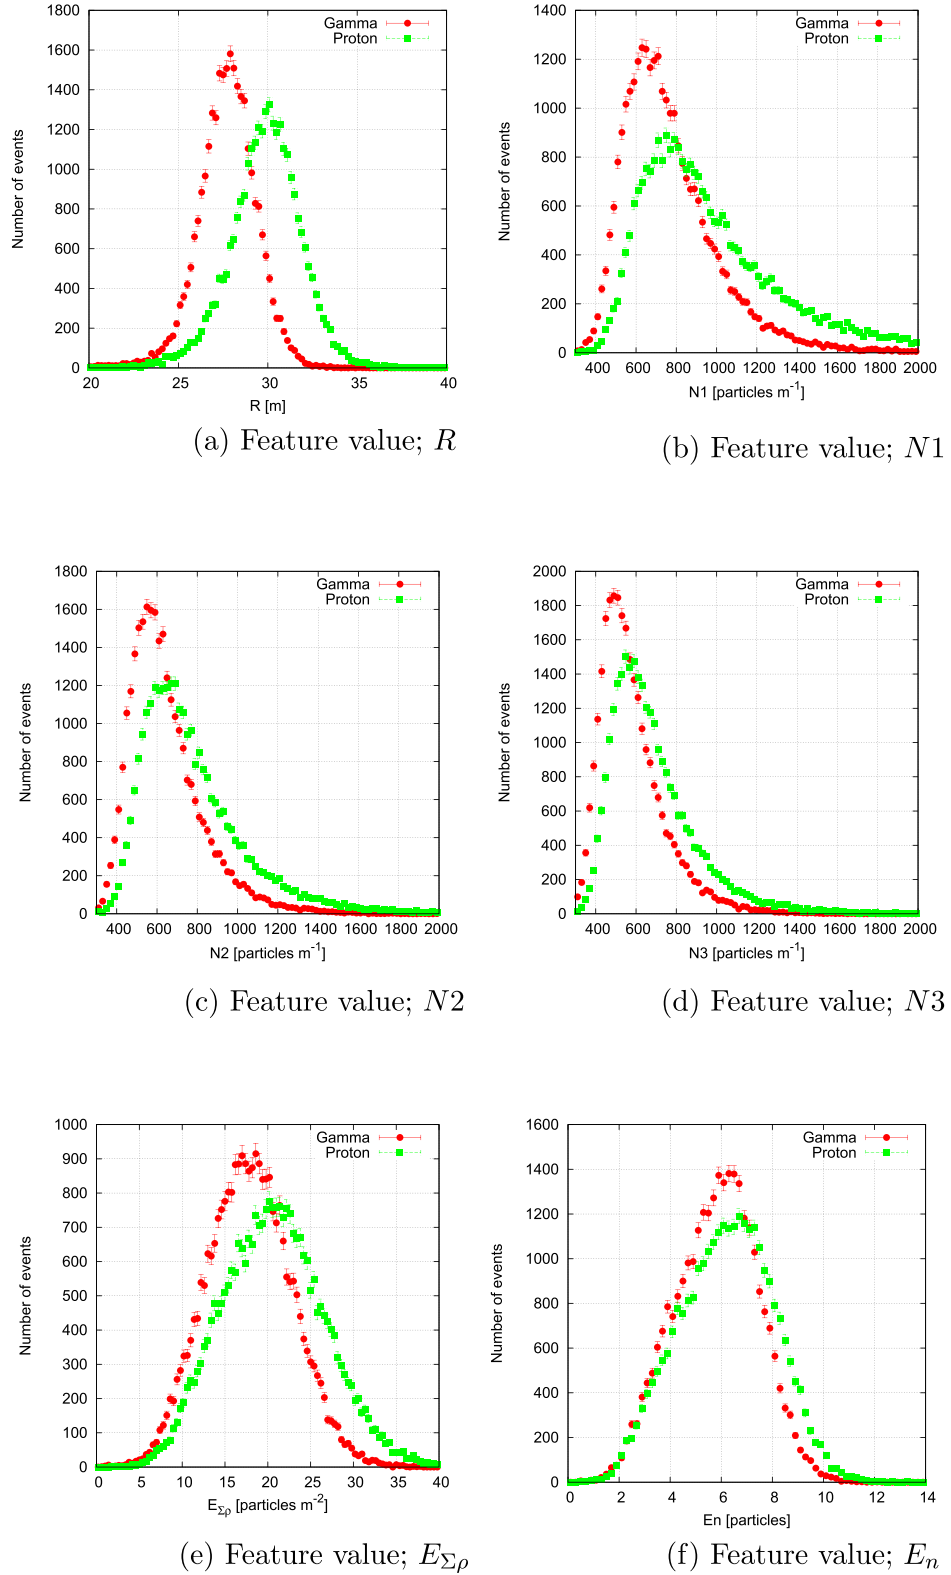 Gamma
Proton
1800
1600
1400
1200
1000
800
600
400
200
0
Number of events
20 25 30 35 40
R [m]
(a) Feature value; R
Gamma
Proton
1400
1200
1000
800
600
400
200
0
Number of events
400 600 800 1000 1200 1400 1600 1800 2000
N1 [particles m-1]
(b) Feature value; N1
Gamma
Proton
1800
1600
1400
1200
1000
800
600
400
200
0
Number of events
400 600 800 1000 1200 1400 1600 1800 2000
N2 [particles m-1]
(c) Feature value; N2
Gamma
Proton
2000
1800
1600
1400
1200
1000
800
600
400
200
0
Number of events
400 600 800 1000 1200 1400 1600 1800 2000
N3 [particles m-1]
(d) Feature value; N3
Gamma
Proton
1000
900
800
700
600
500
400
300
200
100
0
Number of events
0 5 10 15 20 25 30 35 40
EΣρ [particles m-2]
(e) Feature value; EΣρ
Gamma
Proton
1600
1400
1200
1000
800
600
400
200
0
Number of events
0 2 4 6 8 10 12 14
En [particles]
(f) Feature value; En